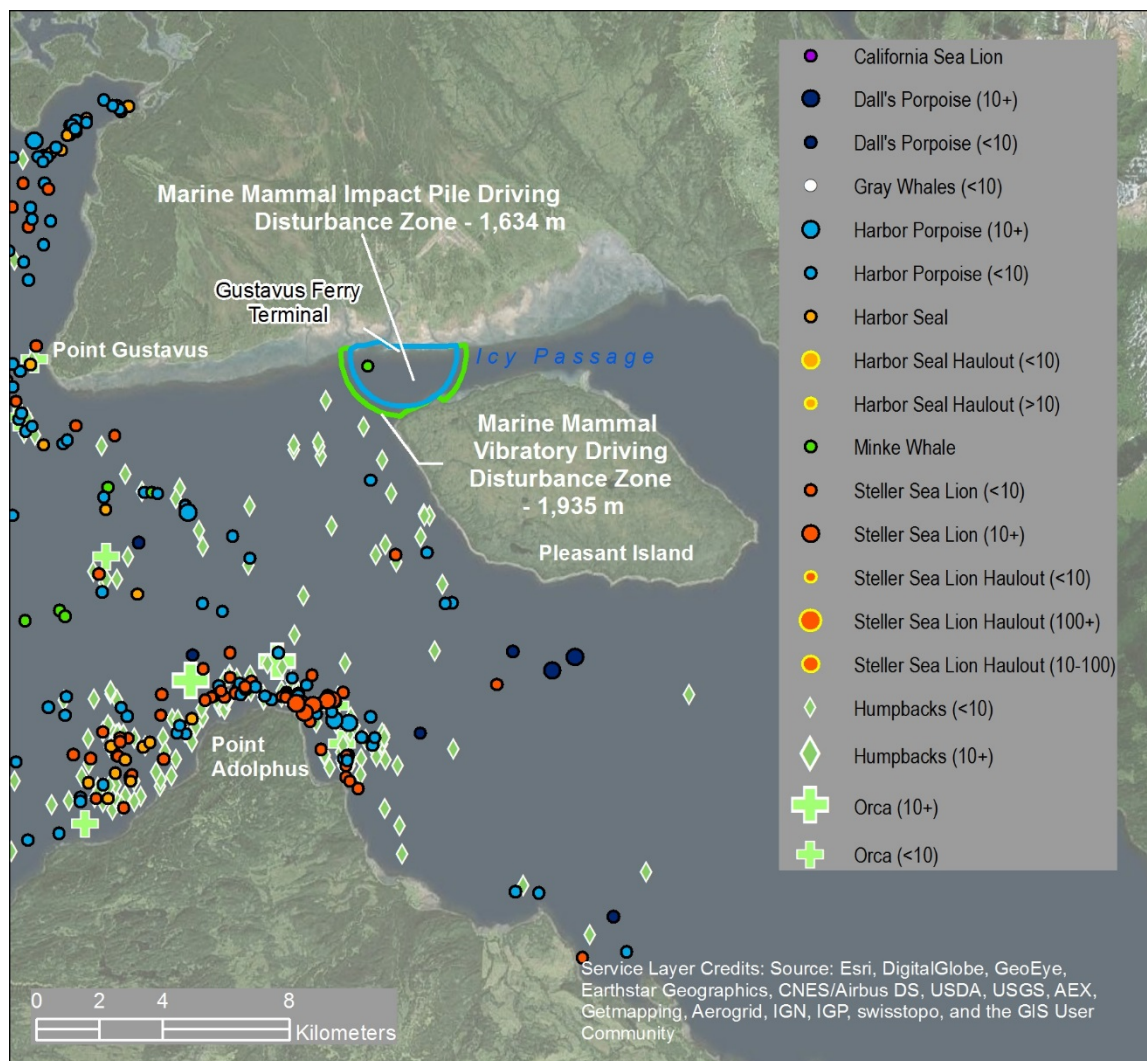 California Sea Lion
Dall's Porpoise (10+)
Dall's Porpoise (<10)
Gray Whales (<10)
Harbor Porpoise (10+)
Harbor Porpoise (<10)
Harbor Seal
Harbor Seal Haulout (<10)
Harbor Seal Haulout (>10)
Minke Whale
Steller Sea Lion (<10)
Steller Sea Lion (10+)
Steller Sea Lion Haulout (<10)
Steller Sea Lion Haulout (100+)
Steller Sea Lion Haulout (10-100)
Humpbacks (<10)
Humpbacks (10+)
Orca (10+)
Orca (<10)
Marine Mammal Impact Pile Driving
Disturbance Zone - 1,634 m
Gustavus Ferry
Terminal
Point Gustavus
Icy Passage
Marine Mammal
Vibratory Driving
Disturbance Zone
- 1,935 m
Pleasant Island
Point
Adolphus
0 2 4 8
Kilometers
Service Layer Credits: Source: Esri, DigitalGlobe, GeoEye,
Earthstar Geographics, CNES/Airbus DS, USDA, USGS, AEX,
Getmapping, Aerogrid, IGN, IGP, swisstopo, and the GIS User
Community